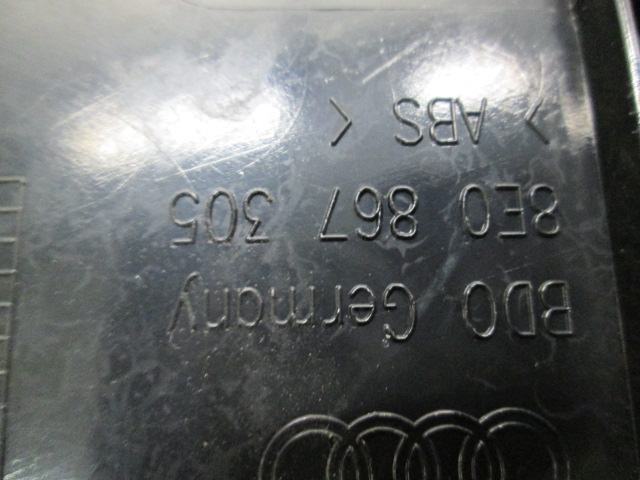 BDO Germany
8E0 867 305
> ABS <